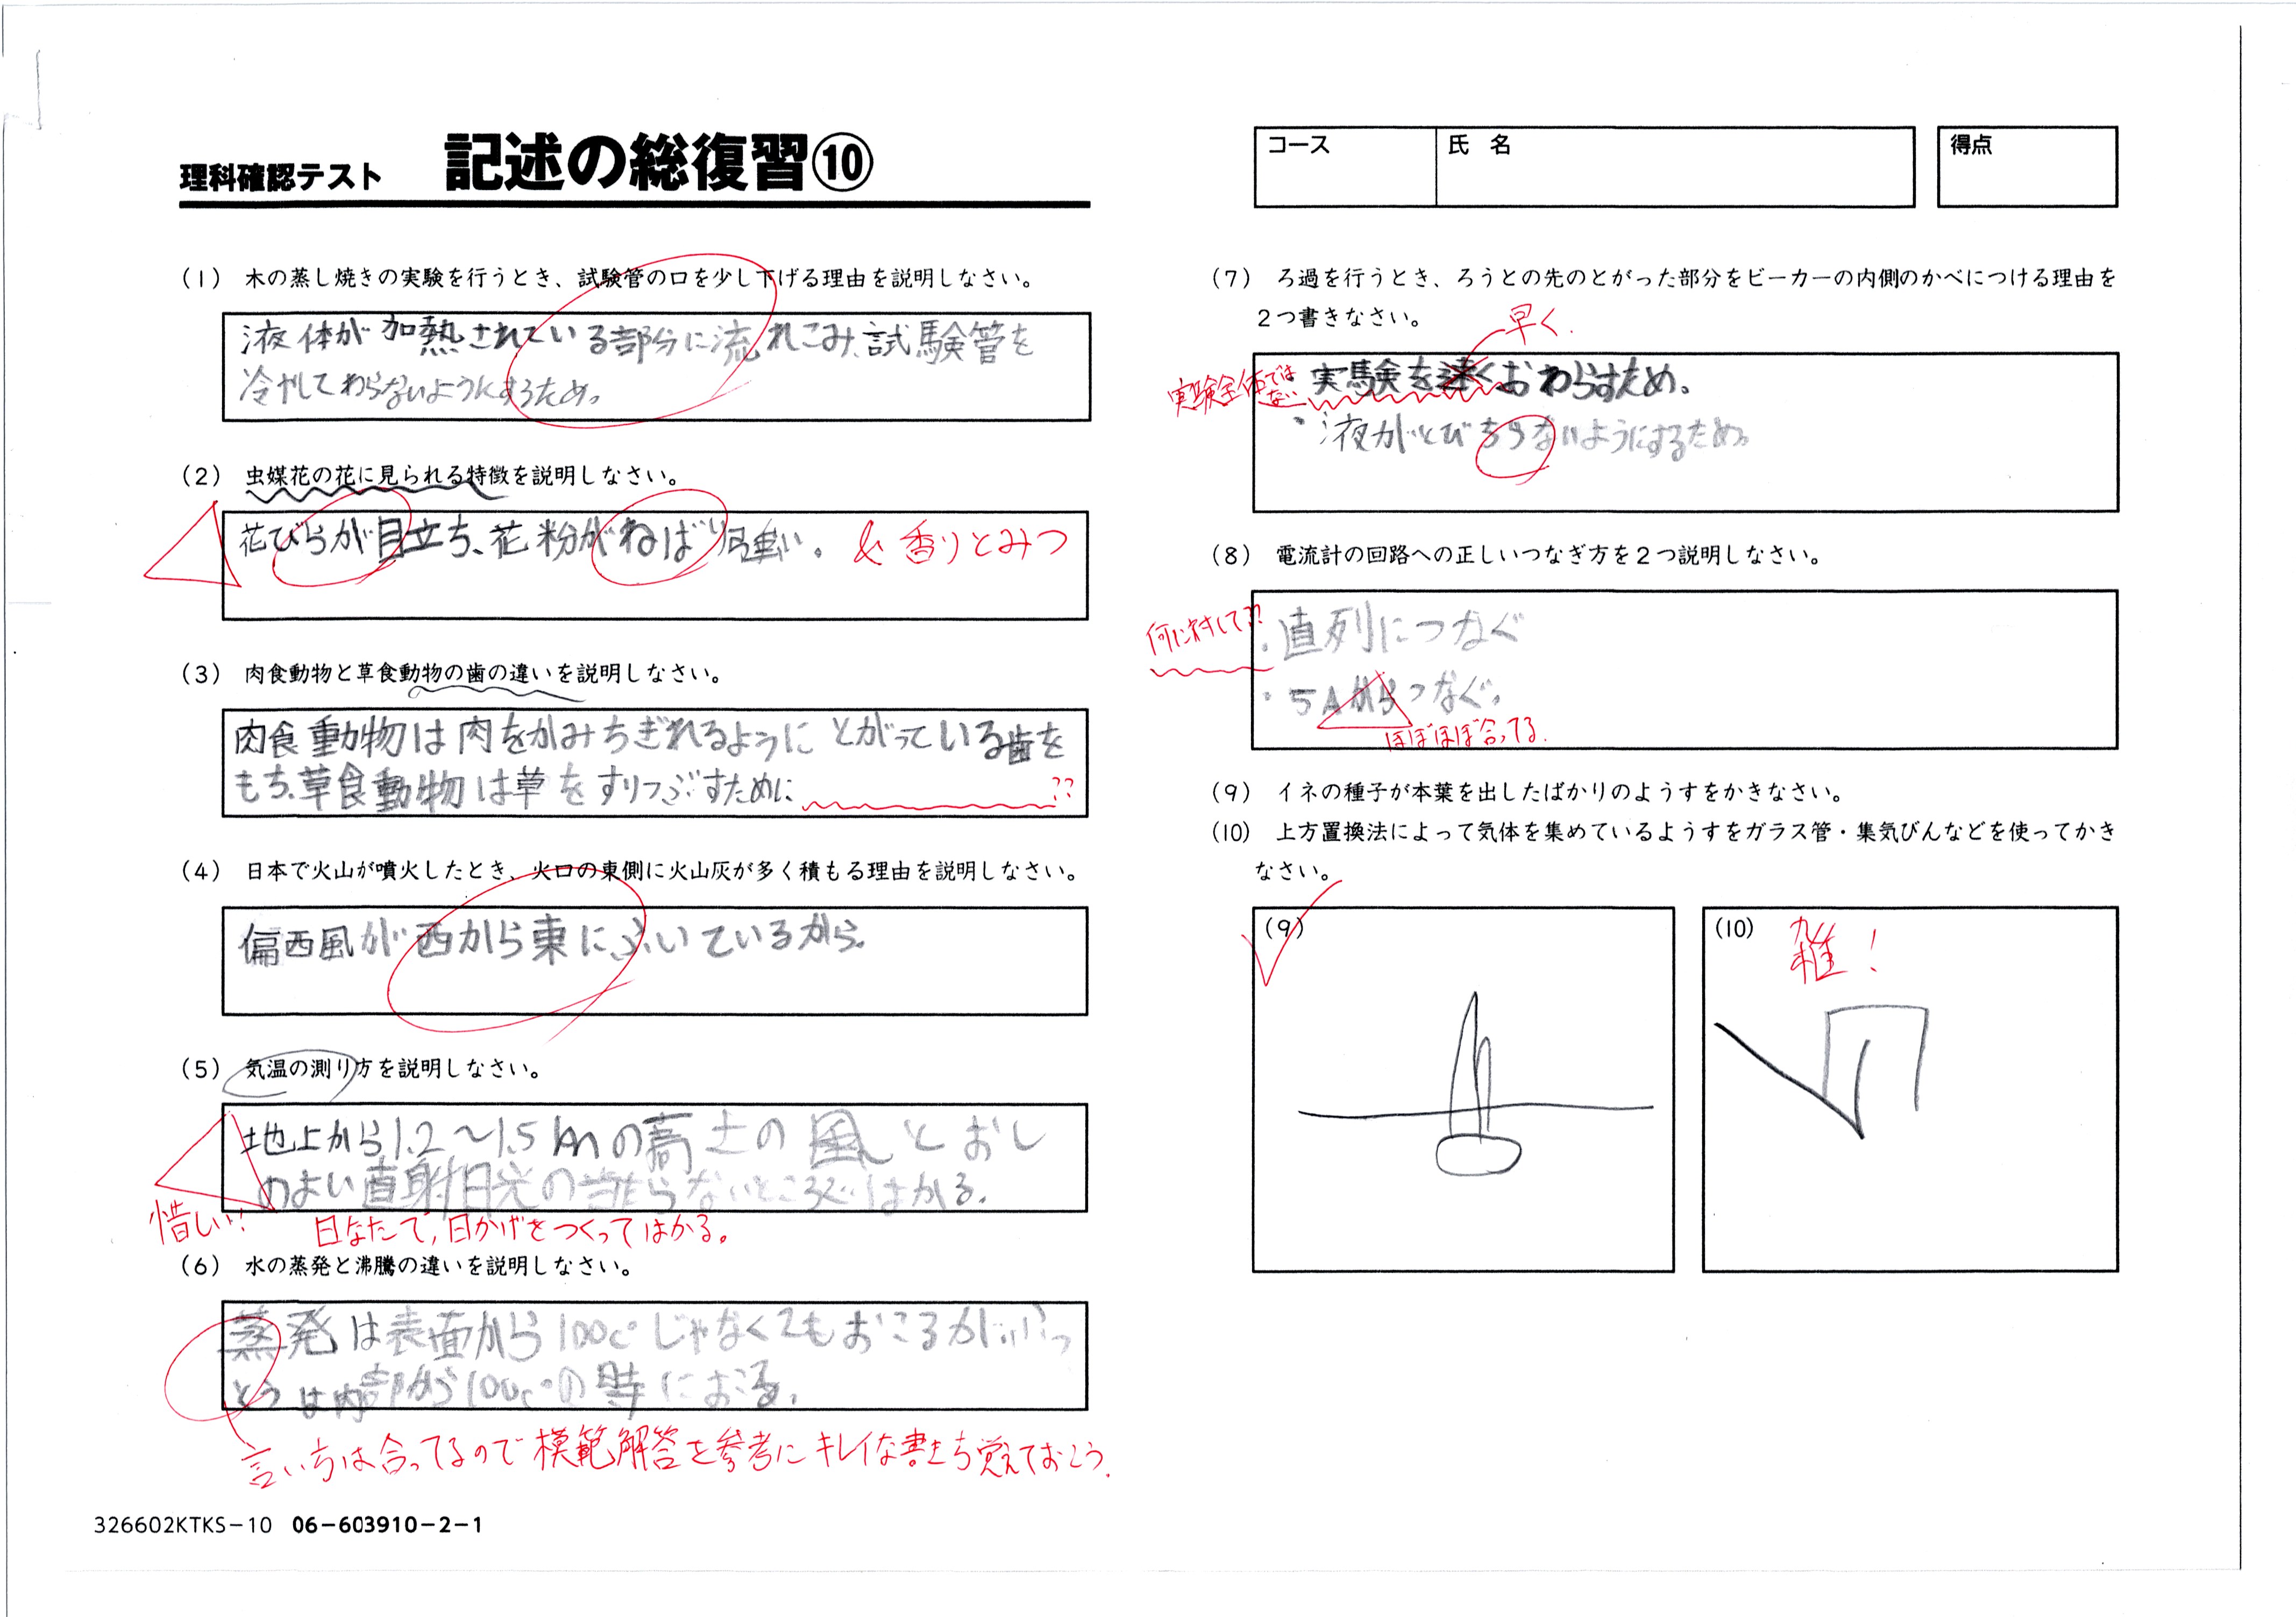 理科確認テスト 記述の総復習⑩
コース 氏名 得点
(1) 木の蒸し焼きの実験を行うとき、試験管の口を少し下げる理由を説明しなさい。
液体が加熱されている部分に流れこみ、試験管を
冷やしてわらないようにするため。
(2) 虫媒花の花に見られる特徴を説明しなさい。
花びらが目立ち、花粉がねばり強い。 & 香りとみつ
(3) 肉食動物と草食動物の歯の違いを説明しなさい。
肉食動物は肉をかみちぎれるようにとがっている歯を
もち、草食動物は草をすりつぶすために ??
(4) 日本で火山が噴火したとき、火口の東側に火山灰が多く積もる理由を説明しなさい。
偏西風が西から東にふいているから。
(5) 気温の測り方を説明しなさい。
地上から1.2〜1.5mの高さの風とおし
のよい直射日光の当たらないところではかる。
惜しい! 日なたで,日かげをつくってはかる。
(6) 水の蒸発と沸騰の違いを説明しなさい。
蒸発は表面から100c°じゃなくてもおこるが、ふっ
とうは内部から100c°の時におこる。
言い方は合ってるので模範解答を参考にキレイな書き方覚えておこう.
326602KTKS-10 06-603910-2-1
(7) ろ過を行うとき、ろうとの先のとがった部分をビーカーの内側のかべにつける理由を
2つ書きなさい。
早く.
実験全体ではない
・実験を速くおわらすため。
・液がとびちらないようにするため。
(8) 電流計の回路への正しいつなぎ方を2つ説明しなさい。
何に対して??
・直列につなぐ
・5Aからつなぐ。
ほぼほぼ合ってる.
(9) イネの種子が本葉を出したばかりのようすをかきなさい。
(10) 上方置換法によって気体を集めているようすをガラス管・集気びんなどを使ってかき
なさい。
(9)
(10) 雑!